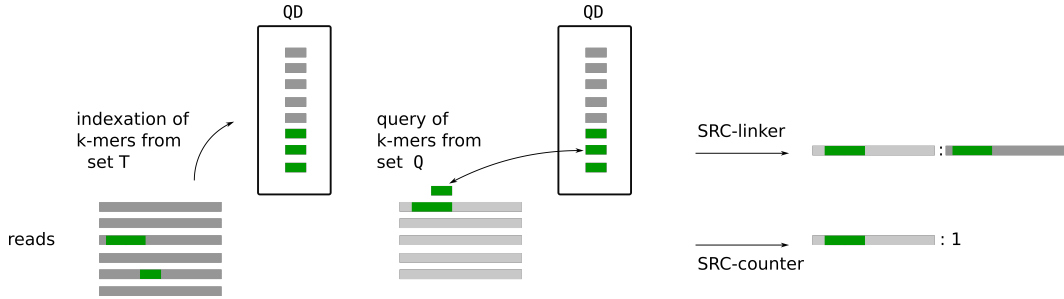 QD
QD
indexation of
k-mers from
set T
query of
k-mers from
set Q
SRC-linker
:
reads
: 1
SRC-counter